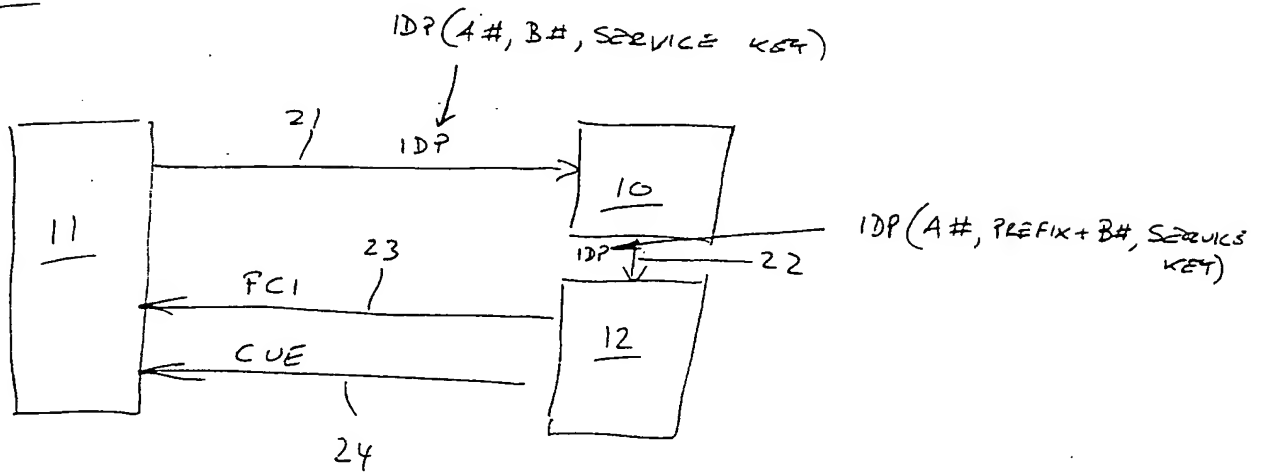 IDP(A#, B#, SERVICE KEY)
21
IDP
11
10
IDP
IDP(A#, PREFIX+B#, SERVICE
KEY)
22
23
FCI
12
CUE
24